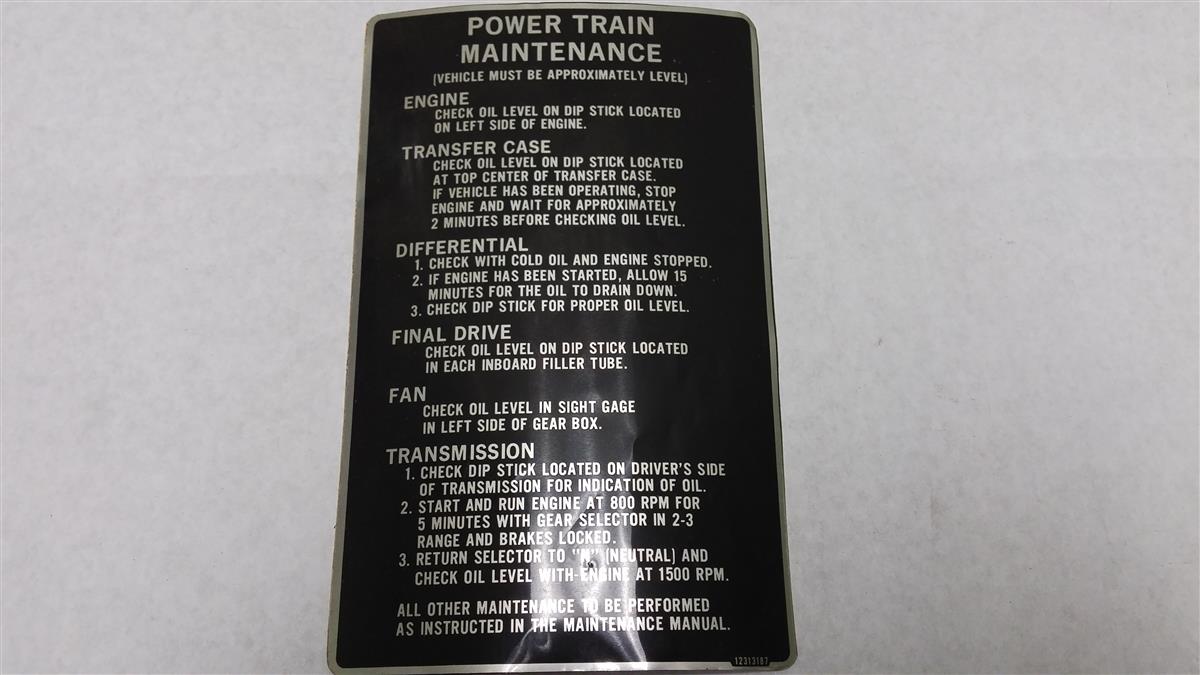 POWER TRAIN
MAINTENANCE
(VEHICLE MUST BE APPROXIMATELY LEVEL)
ENGINE
CHECK OIL LEVEL ON DIP STICK LOCATED
ON LEFT SIDE OF ENGINE.
TRANSFER CASE
CHECK OIL LEVEL ON DIP STICK LOCATED
AT TOP CENTER OF TRANSFER CASE.
IF VEHICLE HAS BEEN OPERATING, STOP
ENGINE AND WAIT FOR APPROXIMATELY
2 MINUTES BEFORE CHECKING OIL LEVEL.
DIFFERENTIAL
1. CHECK WITH COLD OIL AND ENGINE STOPPED.
2. IF ENGINE HAS BEEN STARTED, ALLOW 15
MINUTES FOR THE OIL TO DRAIN DOWN.
3. CHECK DIP STICK FOR PROPER OIL LEVEL.
FINAL DRIVE
CHECK OIL LEVEL ON DIP STICK LOCATED
IN EACH INBOARD FILLER TUBE.
FAN
CHECK OIL LEVEL IN SIGHT GAGE
IN LEFT SIDE OF GEAR BOX.
TRANSMISSION
1. CHECK DIP STICK LOCATED ON DRIVER'S SIDE
OF TRANSMISSION FOR INDICATION OF OIL.
2. START AND RUN ENGINE AT 800 RPM FOR
5 MINUTES WITH GEAR SELECTOR IN 2-3
RANGE AND BRAKES LOCKED.
3. RETURN SELECTOR TO "N" (NEUTRAL) AND
CHECK OIL LEVEL WITH ENGINE AT 1500 RPM.
ALL OTHER MAINTENANCE TO BE PERFORMED
AS INSTRUCTED IN THE MAINTENANCE MANUAL.
12313187